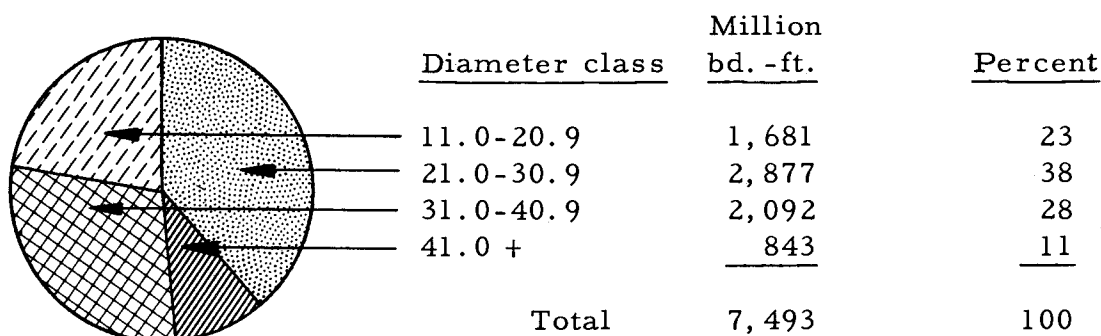 Million
Diameter class bd.-ft. Percent
11.0-20.9 1,681 23
21.0-30.9 2,877 38
31.0-40.9 2,092 28
41.0 + 843 11
Total 7,493 100